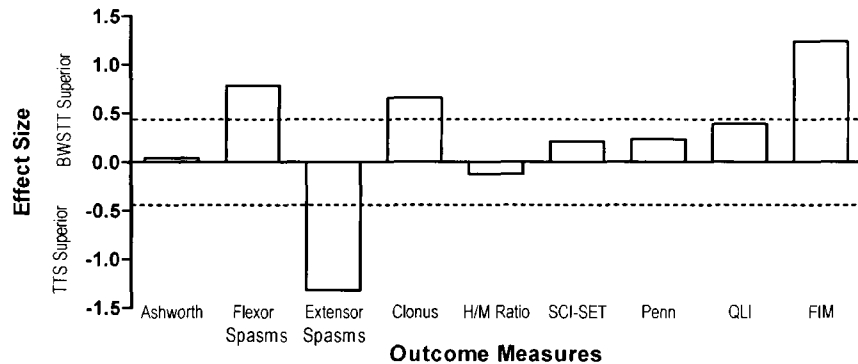 Effect Size
BWSTT Superior
TTS Superior
1.5
1.0
0.5
0.0
-0.5
-1.0
-1.5
Ashworth
Flexor Spasms
Extensor Spasms
Clonus
H/M Ratio
SCI-SET
Penn
QLI
FIM
Outcome Measures